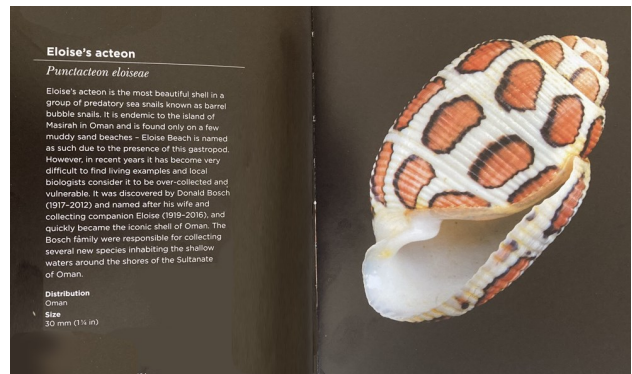 Eloise's acteon
Punctacteon eloiseae
Eloise's acteon is the most beautiful shell in a
group of predatory sea snails known as barrel
bubble snails. It is endemic to the island of
Masirah in Oman and is found only on a few
muddy sand beaches – Eloise Beach is named
as such due to the presence of this gastropod.
However, in recent years it has become very
difficult to find living examples and local
biologists consider it to be over-collected and
vulnerable. It was discovered by Donald Bosch
(1917–2012) and named after his wife and
collecting companion Eloise (1919–2016), and
quickly became the iconic shell of Oman. The
Bosch family were responsible for collecting
several new species inhabiting the shallow
waters around the shores of the Sultanate
of Oman.
Distribution
Oman
Size
30 mm (1¼ in)